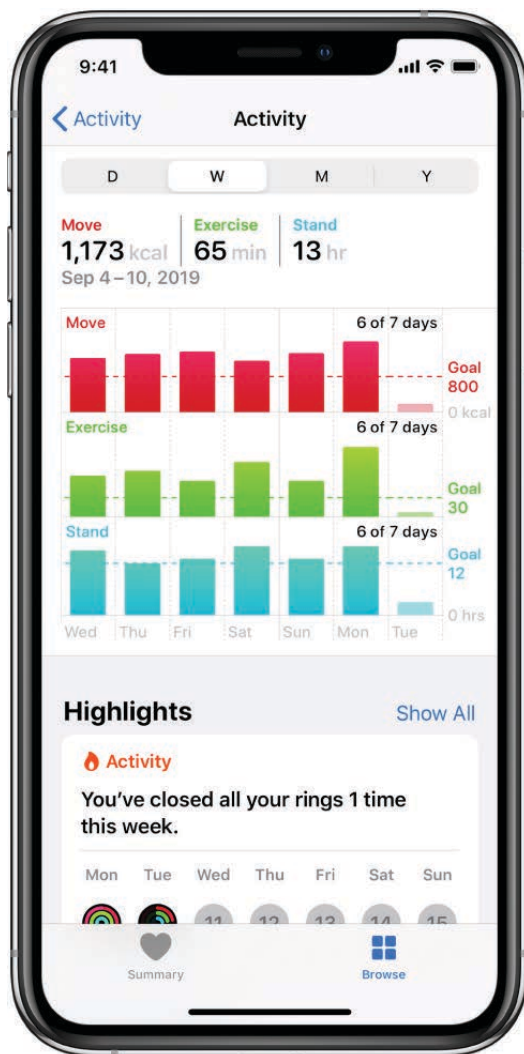 9:41
Activity
Activity
D W M Y
Move Exercise Stand
1,173 kcal 65 min 13 hr
Sep 4–10, 2019
Move 6 of 7 days
Goal
800
0 kcal
Exercise 6 of 7 days
Goal
30
Stand 6 of 7 days
Goal
12
0 hrs
Wed Thu Fri Sat Sun Mon Tue
Highlights Show All
Activity
You’ve closed all your rings 1 time
this week.
Mon Tue Wed Thu Fri Sat Sun
11 12 13 14 15
Summary Browse